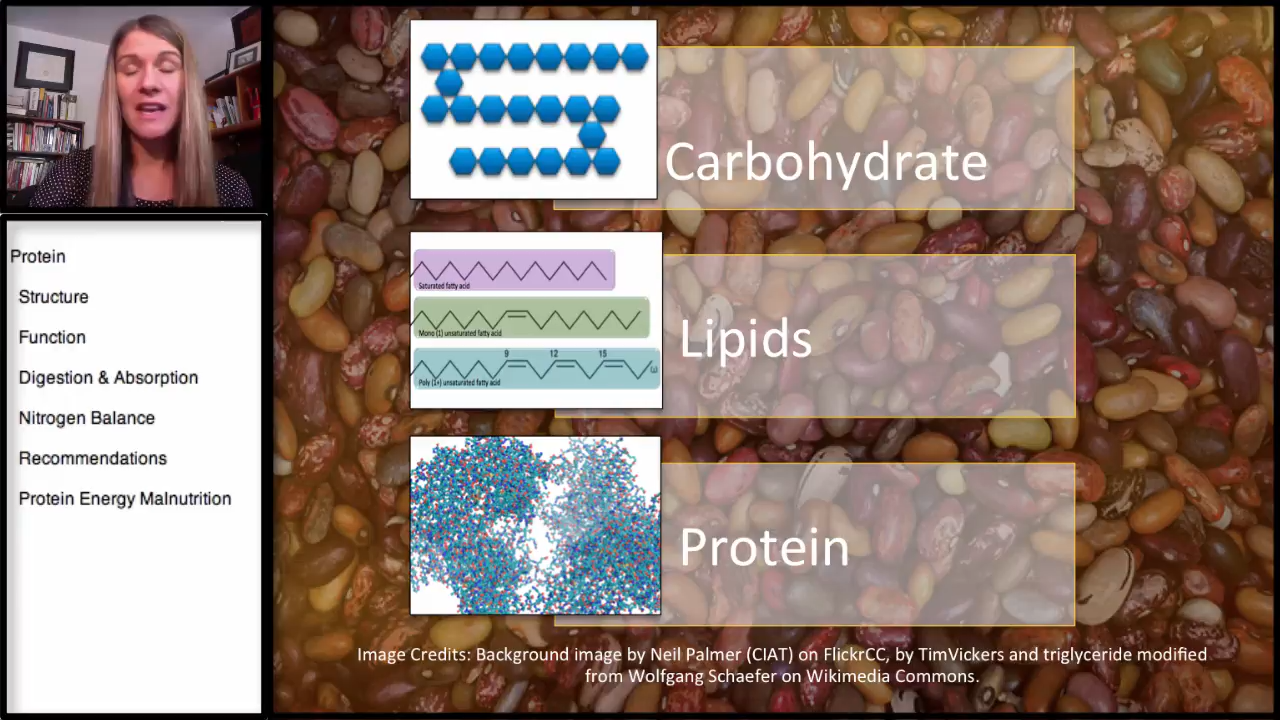 Protein
Structure
Function
Digestion & Absorption
Nitrogen Balance
Recommendations
Protein Energy Malnutrition
Carbohydrate
Saturated fatty acid
Mono (1) unsaturated fatty acid
9 12 15
Poly (1+) unsaturated fatty acid
Lipids
Protein
Image Credits: Background image by Neil Palmer (CIAT) on FlickrCC, by TimVickers and triglyceride modified
from Wolfgang Schaefer on Wikimedia Commons.